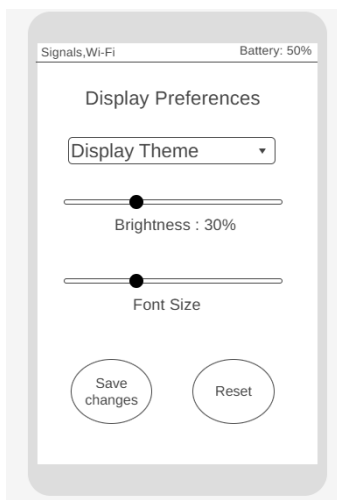 Signals,Wi-Fi Battery: 50%
Display Preferences
Display Theme
Brightness : 30%
Font Size
Save
changes
Reset